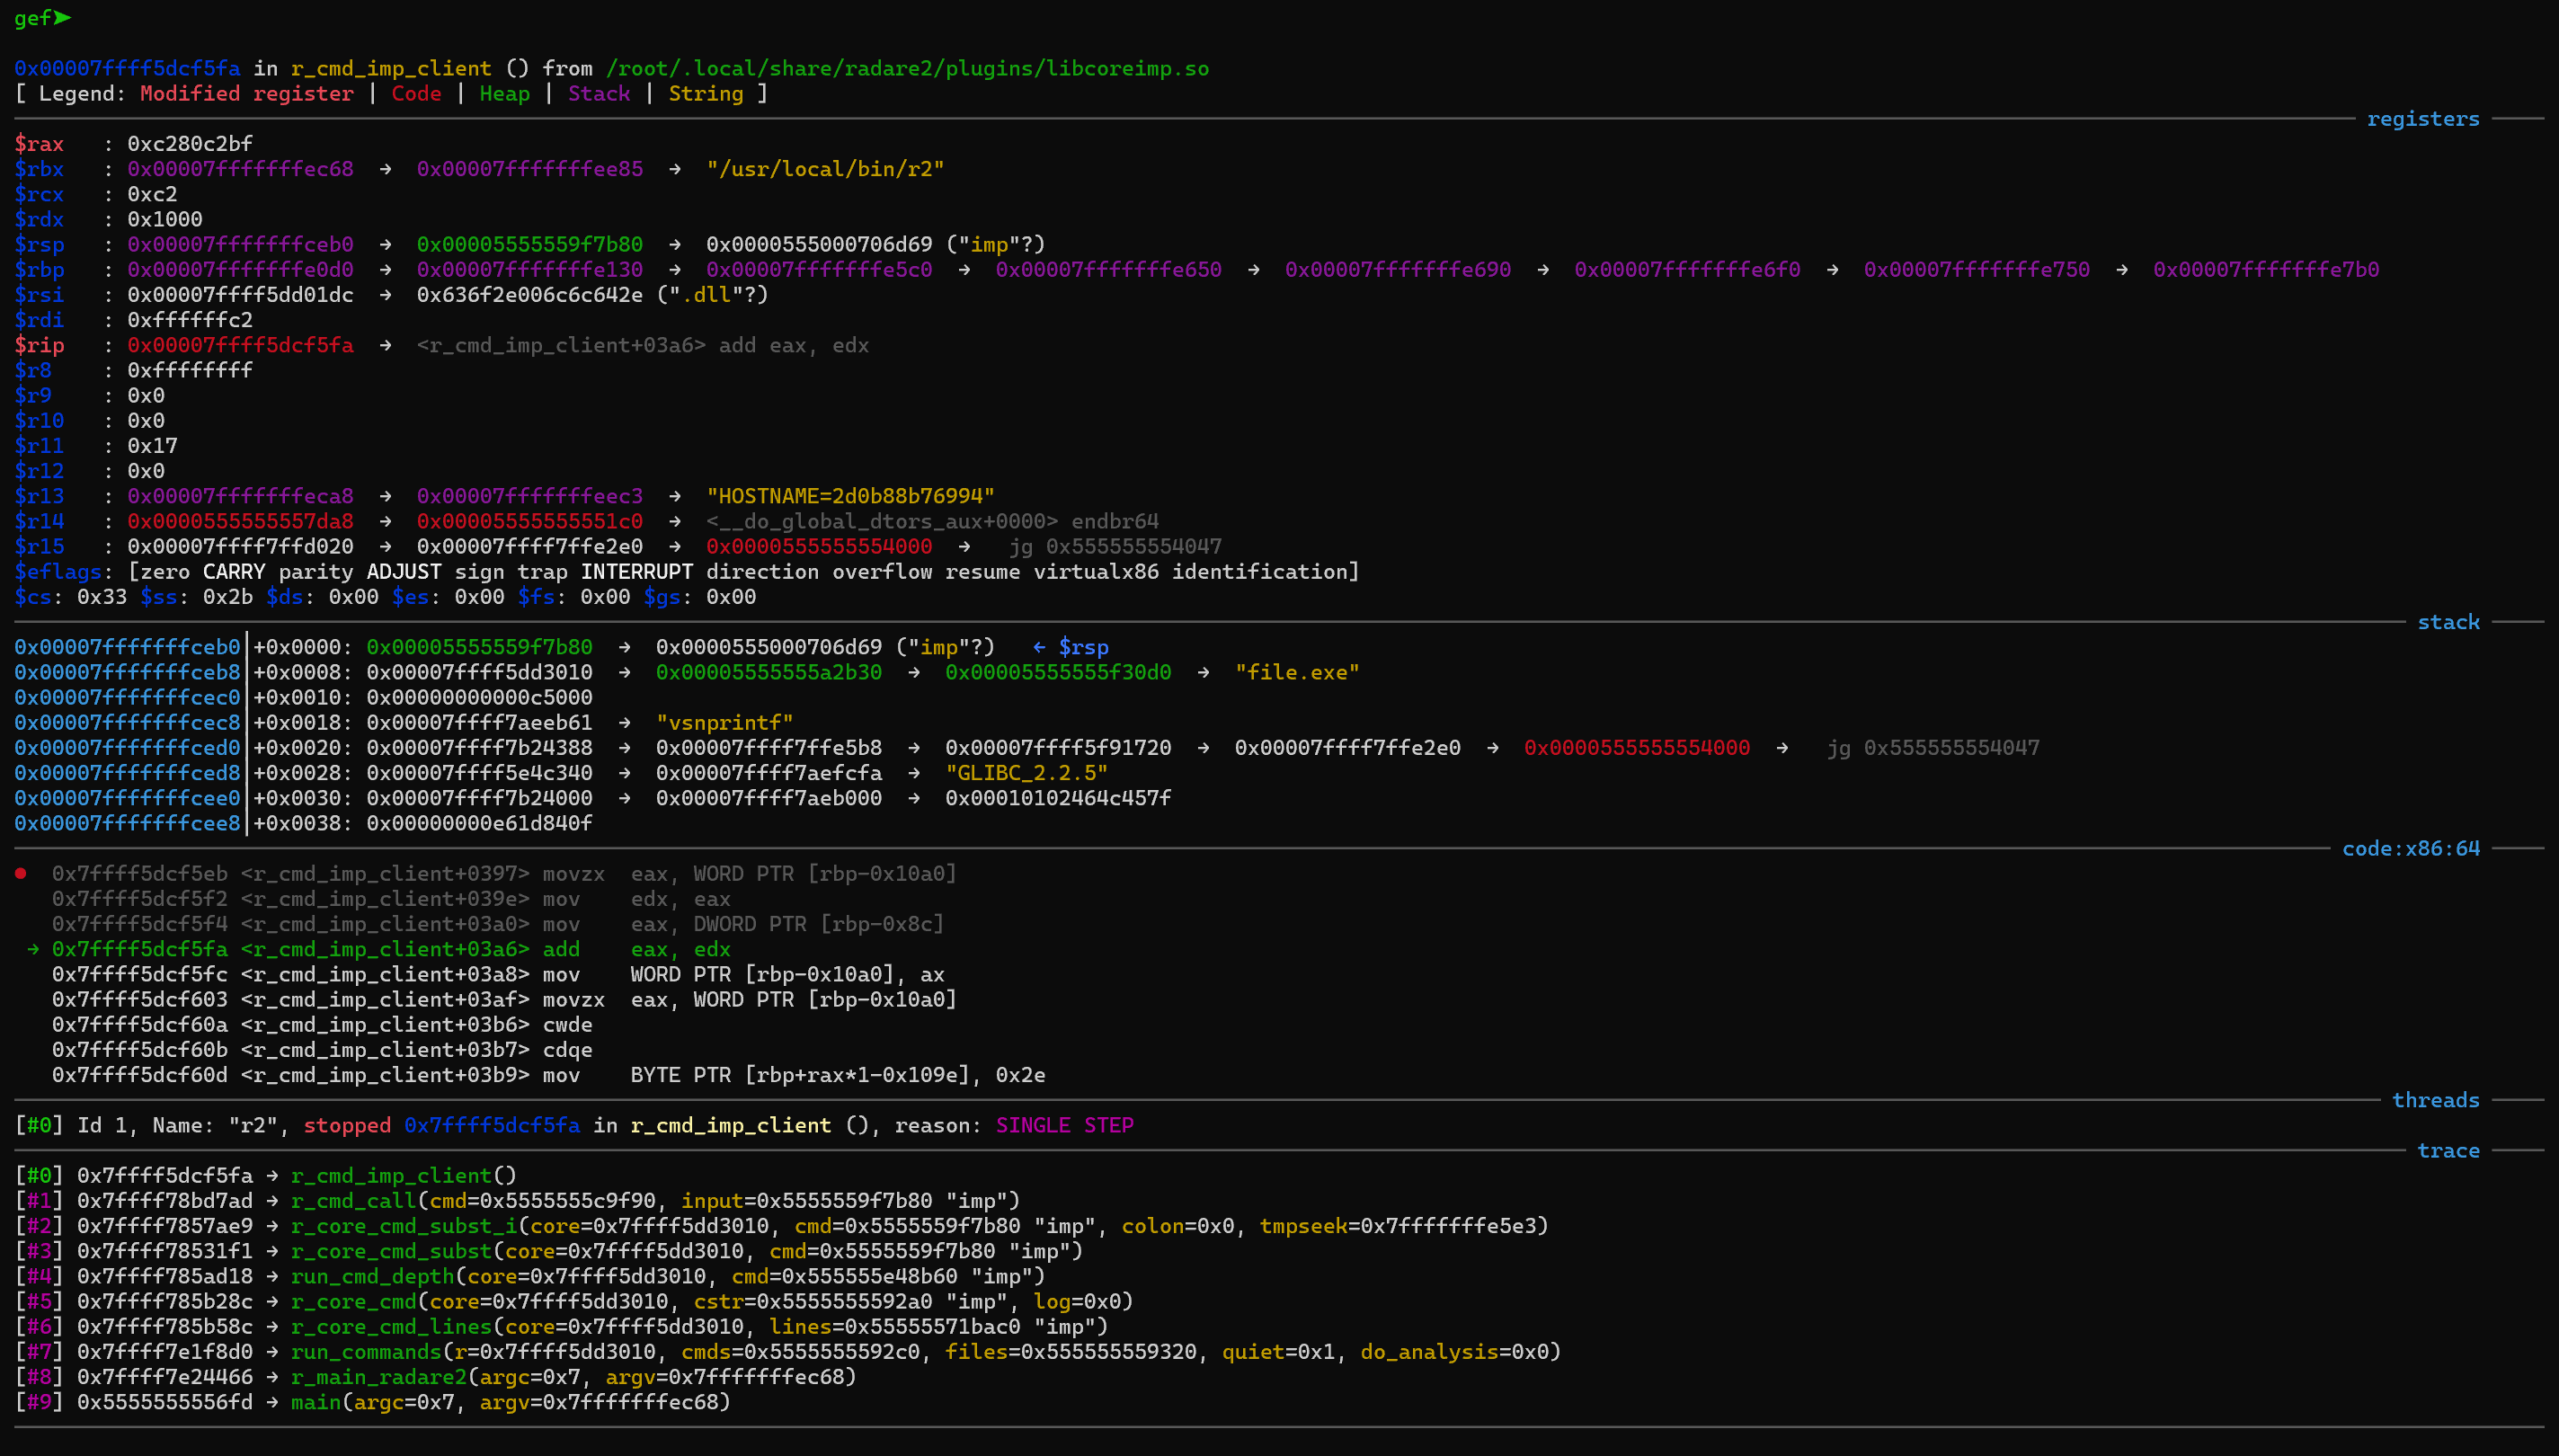 gef➤
0x00007ffff5dcf5fa in r_cmd_imp_client () from /root/.local/share/radare2/plugins/libcoreimp.so
[ Legend: Modified register | Code | Heap | Stack | String ]
registers
$rax   : 0xc280c2bf
$rbx   : 0x00007fffffffec68  →  0x00007fffffffee85  →  "/usr/local/bin/r2"
$rcx   : 0xc2
$rdx   : 0x1000
$rsp   : 0x00007fffffffceb0  →  0x00005555559f7b80  →  0x0000555000706d69 ("imp"?)
$rbp   : 0x00007fffffffe0d0  →  0x00007fffffffe130  →  0x00007fffffffe5c0  →  0x00007fffffffe650  →  0x00007fffffffe690  →  0x00007fffffffe6f0  →  0x00007fffffffe750  →  0x00007fffffffe7b0
$rsi   : 0x00007ffff5dd01dc  →  0x636f2e006c6c642e (".dll"?)
$rdi   : 0xffffffc2
$rip   : 0x00007ffff5dcf5fa  →  <r_cmd_imp_client+03a6> add eax, edx
$r8    : 0xffffffff
$r9    : 0x0
$r10   : 0x0
$r11   : 0x17
$r12   : 0x0
$r13   : 0x00007fffffffeca8  →  0x00007fffffffeec3  →  "HOSTNAME=2d0b88b76994"
$r14   : 0x0000555555557da8  →  0x00005555555551c0  →  <__do_global_dtors_aux+0000> endbr64
$r15   : 0x00007ffff7ffd020  →  0x00007ffff7ffe2e0  →  0x0000555555554000  →   jg 0x555555554047
$eflags: [zero CARRY parity ADJUST sign trap INTERRUPT direction overflow resume virtualx86 identification]
$cs: 0x33 $ss: 0x2b $ds: 0x00 $es: 0x00 $fs: 0x00 $gs: 0x00
stack
0x00007fffffffceb0|+0x0000: 0x00005555559f7b80  →  0x0000555000706d69 ("imp"?)   ← $rsp
0x00007fffffffceb8|+0x0008: 0x00007ffff5dd3010  →  0x00005555555a2b30  →  0x00005555555f30d0  →  "file.exe"
0x00007fffffffcec0|+0x0010: 0x00000000000c5000
0x00007fffffffcec8|+0x0018: 0x00007ffff7aeeb61  →  "vsnprintf"
0x00007fffffffced0|+0x0020: 0x00007ffff7b24388  →  0x00007ffff7ffe5b8  →  0x00007ffff5f91720  →  0x00007ffff7ffe2e0  →  0x0000555555554000  →   jg 0x555555554047
0x00007fffffffced8|+0x0028: 0x00007ffff5e4c340  →  0x00007ffff7aefcfa  →  "GLIBC_2.2.5"
0x00007fffffffcee0|+0x0030: 0x00007ffff7b24000  →  0x00007ffff7aeb000  →  0x00010102464c457f
0x00007fffffffcee8|+0x0038: 0x00000000e61d840f
code:x86:64
●  0x7ffff5dcf5eb <r_cmd_imp_client+0397> movzx  eax, WORD PTR [rbp-0x10a0]
0x7ffff5dcf5f2 <r_cmd_imp_client+039e> mov    edx, eax
0x7ffff5dcf5f4 <r_cmd_imp_client+03a0> mov    eax, DWORD PTR [rbp-0x8c]
→ 0x7ffff5dcf5fa <r_cmd_imp_client+03a6> add    eax, edx
0x7ffff5dcf5fc <r_cmd_imp_client+03a8> mov    WORD PTR [rbp-0x10a0], ax
0x7ffff5dcf603 <r_cmd_imp_client+03af> movzx  eax, WORD PTR [rbp-0x10a0]
0x7ffff5dcf60a <r_cmd_imp_client+03b6> cwde
0x7ffff5dcf60b <r_cmd_imp_client+03b7> cdqe
0x7ffff5dcf60d <r_cmd_imp_client+03b9> mov    BYTE PTR [rbp+rax*1-0x109e], 0x2e
threads
[#0] Id 1, Name: "r2", stopped 0x7ffff5dcf5fa in r_cmd_imp_client (), reason: SINGLE STEP
trace
[#0] 0x7ffff5dcf5fa → r_cmd_imp_client()
[#1] 0x7ffff78bd7ad → r_cmd_call(cmd=0x5555555c9f90, input=0x5555559f7b80 "imp")
[#2] 0x7ffff7857ae9 → r_core_cmd_subst_i(core=0x7ffff5dd3010, cmd=0x5555559f7b80 "imp", colon=0x0, tmpseek=0x7fffffffe5e3)
[#3] 0x7ffff78531f1 → r_core_cmd_subst(core=0x7ffff5dd3010, cmd=0x5555559f7b80 "imp")
[#4] 0x7ffff785ad18 → run_cmd_depth(core=0x7ffff5dd3010, cmd=0x555555e48b60 "imp")
[#5] 0x7ffff785b28c → r_core_cmd(core=0x7ffff5dd3010, cstr=0x5555555592a0 "imp", log=0x0)
[#6] 0x7ffff785b58c → r_core_cmd_lines(core=0x7ffff5dd3010, lines=0x55555571bac0 "imp")
[#7] 0x7ffff7e1f8d0 → run_commands(r=0x7ffff5dd3010, cmds=0x5555555592c0, files=0x555555559320, quiet=0x1, do_analysis=0x0)
[#8] 0x7ffff7e24466 → r_main_radare2(argc=0x7, argv=0x7fffffffec68)
[#9] 0x5555555556fd → main(argc=0x7, argv=0x7fffffffec68)